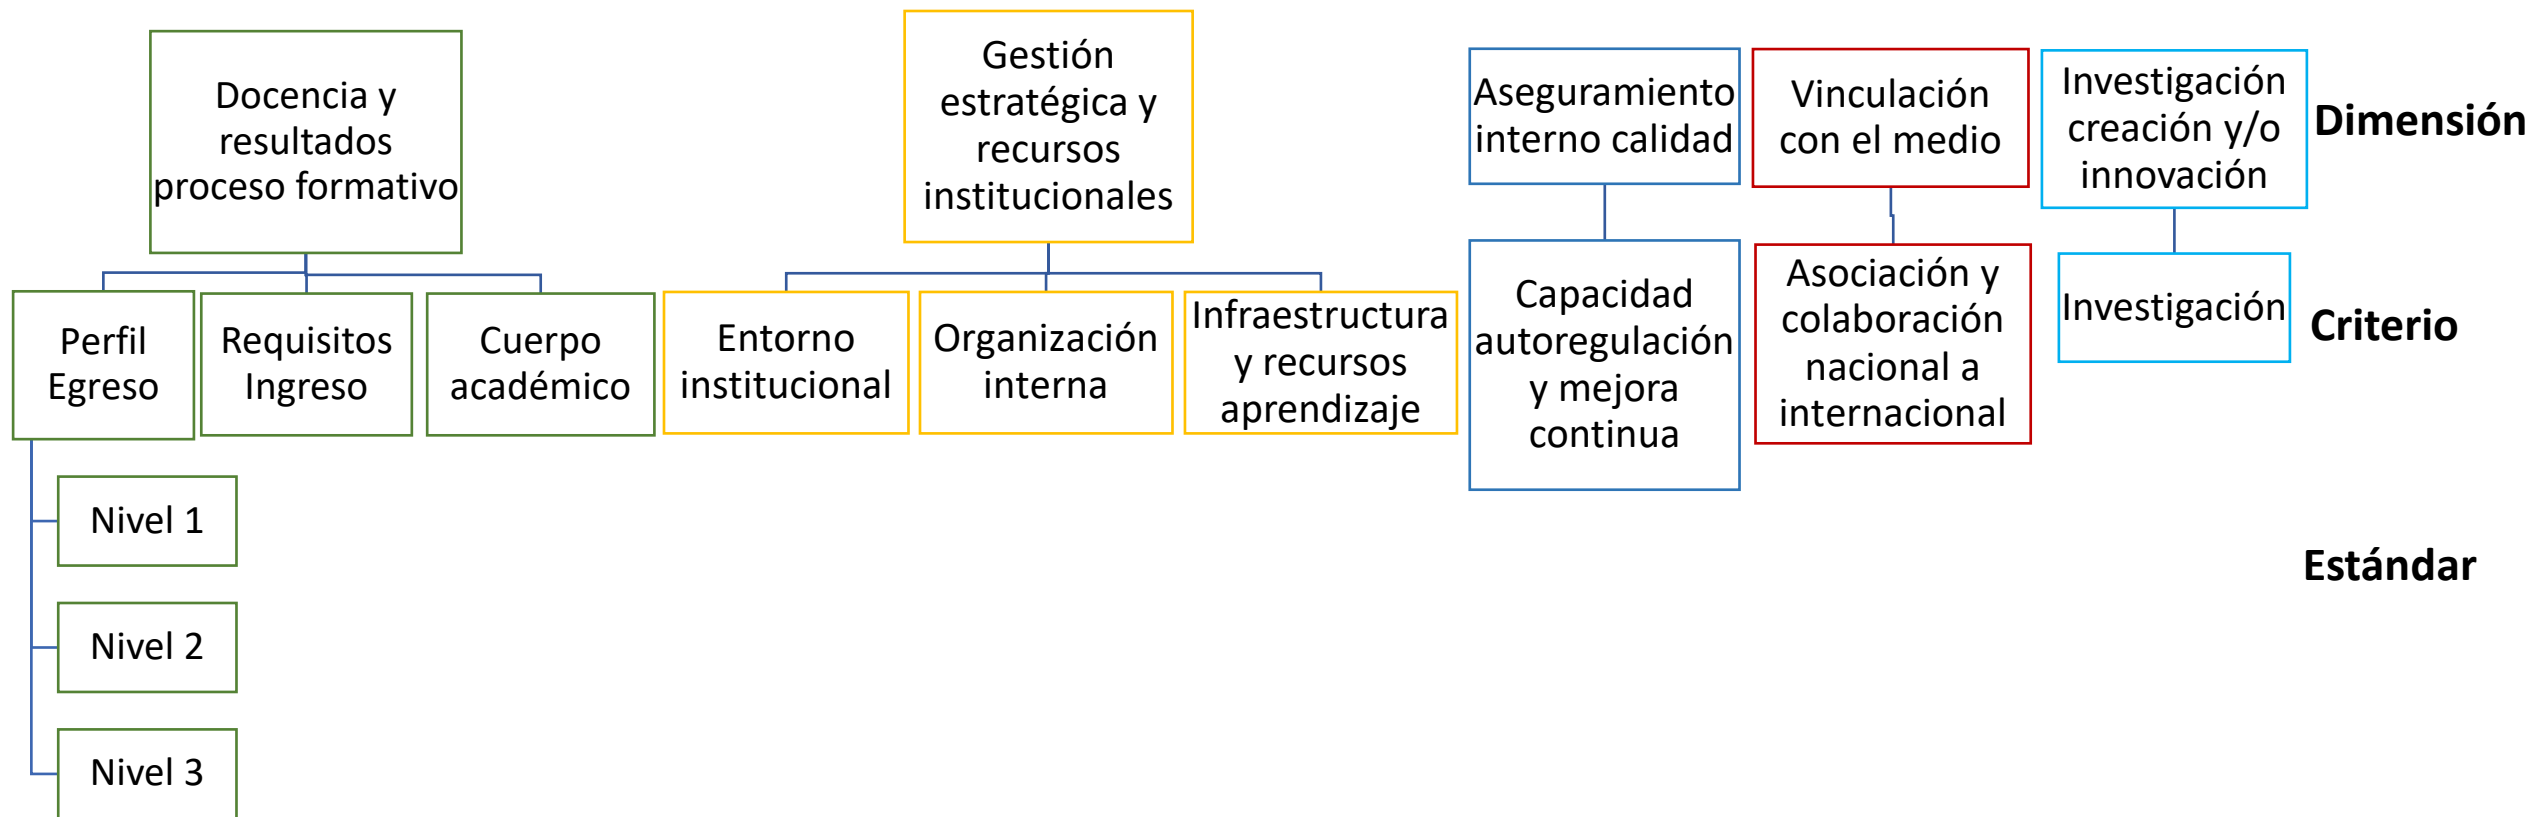 Docencia y
resultados
proceso formativo
Gestión
estratégica y
recursos
institucionales
Aseguramiento
interno calidad
Vinculación
con el medio
Investigación
creación y/o
innovación
Dimensión
Perfil
Egreso
Requisitos
Ingreso
Cuerpo
académico
Entorno
institucional
Organización
interna
Infraestructura
y recursos
aprendizaje
Capacidad
autoregulación
y mejora
continua
Asociación y
colaboración
nacional a
internacional
Investigación
Criterio
Nivel 1
Nivel 2
Nivel 3
Estándar